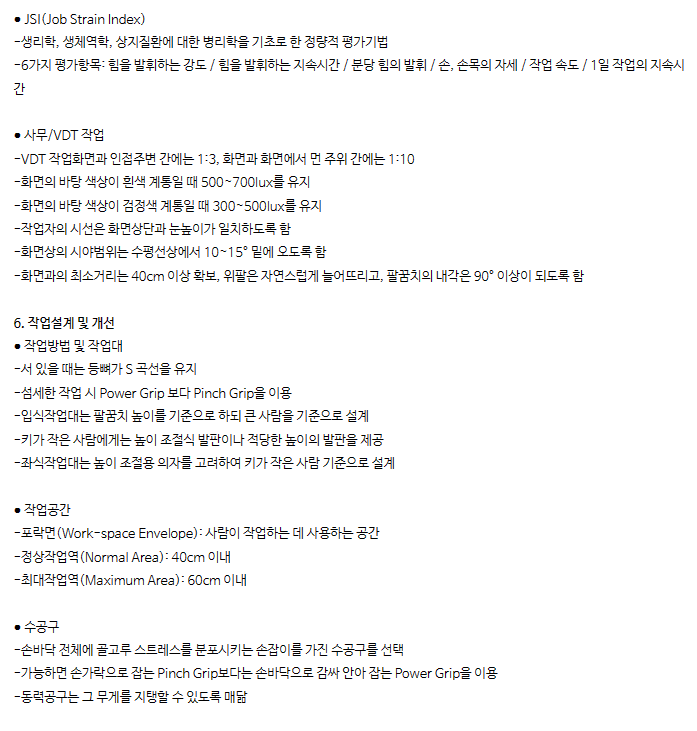 ● JSI(Job Strain Index)
-생리학, 생체역학, 상지질환에 대한 병리학을 기초로 한 정량적 평가기법
-6가지 평가항목: 힘을 발휘하는 강도 / 힘을 발휘하는 지속시간 / 분당 힘의 발휘 / 손, 손목의 자세 / 작업 속도 / 1일 작업의 지속시
간
● 사무/VDT 작업
-VDT 작업화면과 인접주변 간에는 1:3, 화면과 화면에서 먼 주위 간에는 1:10
-화면의 바탕 색상이 흰색 계통일 때 500~700lux를 유지
-화면의 바탕 색상이 검정색 계통일 때 300~500lux를 유지
-작업자의 시선은 화면상단과 눈높이가 일치하도록 함
-화면상의 시야범위는 수평선상에서 10~15° 밑에 오도록 함
-화면과의 최소거리는 40cm 이상 확보, 위팔은 자연스럽게 늘어뜨리고, 팔꿈치의 내각은 90° 이상이 되도록 함
6. 작업설계 및 개선
● 작업방법 및 작업대
-서 있을 때는 등뼈가 S 곡선을 유지
-섬세한 작업 시 Power Grip 보다 Pinch Grip을 이용
-입식작업대는 팔꿈치 높이를 기준으로 하되 큰 사람을 기준으로 설계
-키가 작은 사람에게는 높이 조절식 발판이나 적당한 높이의 발판을 제공
-좌식작업대는 높이 조절용 의자를 고려하여 키가 작은 사람 기준으로 설계
● 작업공간
-포락면(Work-space Envelope): 사람이 작업하는 데 사용하는 공간
-정상작업역(Normal Area): 40cm 이내
-최대작업역(Maximum Area): 60cm 이내
● 수공구
-손바닥 전체에 골고루 스트레스를 분포시키는 손잡이를 가진 수공구를 선택
-가능하면 손가락으로 잡는 Pinch Grip보다는 손바닥으로 감싸 안아 잡는 Power Grip을 이용
-동력공구는 그 무게를 지탱할 수 있도록 매닮